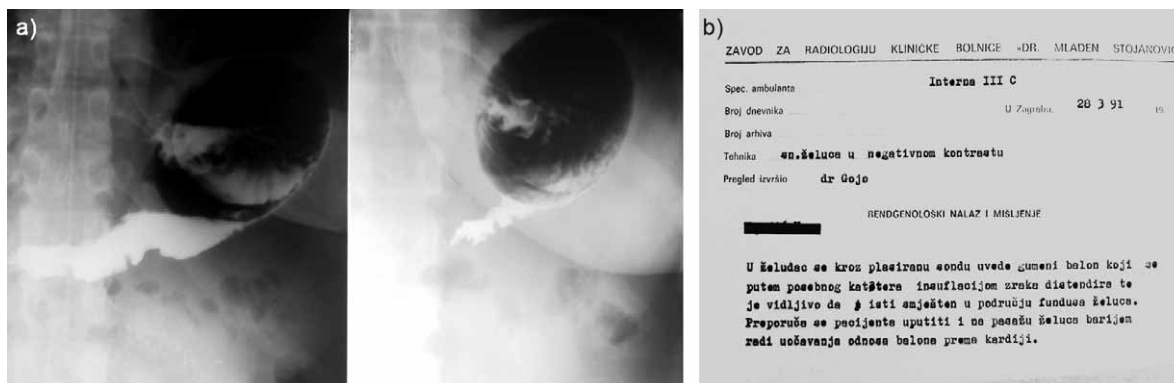 a)
b)
ZAVOD ZA RADIOLOGIJU KLINIČKE BOLNICE »DR. MLADEN STOJANOVIĆ
Spec. ambulanta Interna III C
Broj dnevnika U Zagrebu, 28 3 91 19
Broj arhiva
Tehnika sn.želuca u negativnom kontrastu
Pregled izvršio dr Gojo
RENDGENOLOŠKI NALAZ I MIŠLJENJE
U želudac se kroz plasiranu sondu uvede gumeni balon koji se
putem posebnog katetera insuflacijom zraka distendira te
je vidljivo da isti smješten u području fundusa želuca.
Preporuča se pacijenta uputiti i na pasažu želuca barijem
radi uočavanja odnosa balona prema kardiji.